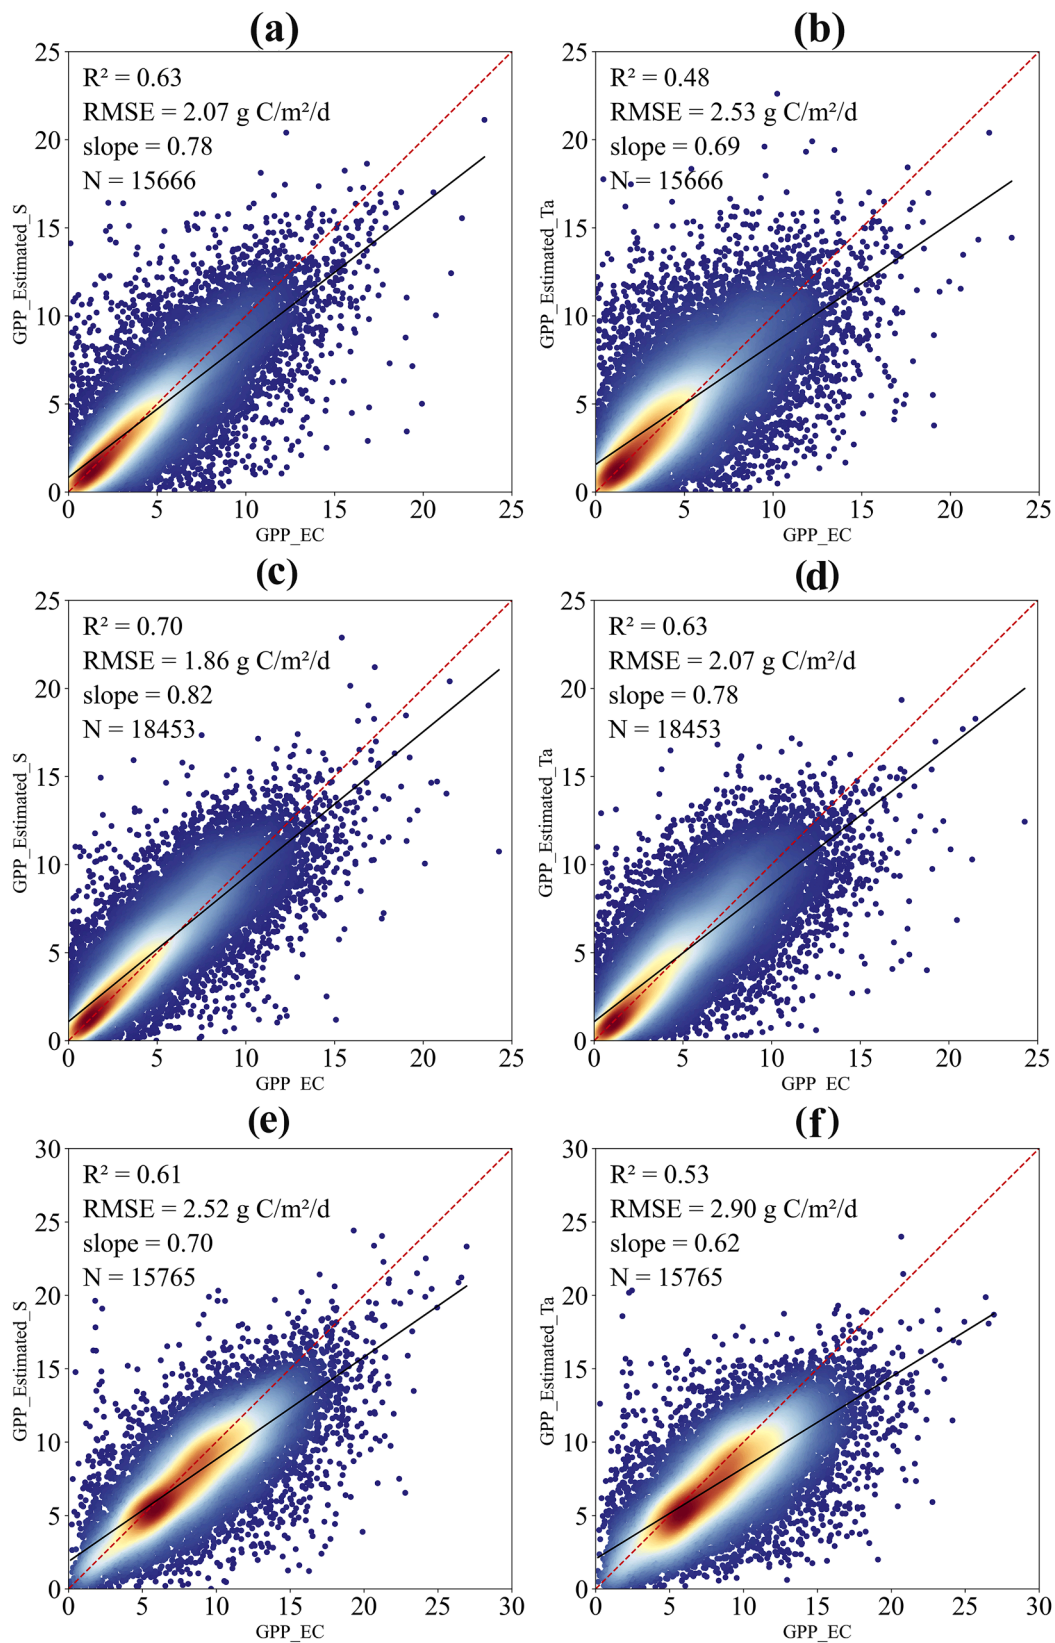 (a)
25
20
15
10
5
0
GPP_Estimated_S
R² = 0.63
RMSE = 2.07 g C/m²/d
slope = 0.78
N = 15666
0 5 10 15 20 25
GPP_EC
(b)
25
20
15
10
5
0
GPP_Estimated_Ta
R² = 0.48
RMSE = 2.53 g C/m²/d
slope = 0.69
N = 15666
0 5 10 15 20 25
GPP_EC
(c)
25
20
15
10
5
0
GPP_Estimated_S
R² = 0.70
RMSE = 1.86 g C/m²/d
slope = 0.82
N = 18453
0 5 10 15 20 25
GPP_EC
(d)
25
20
15
10
5
0
GPP_Estimated_Ta
R² = 0.63
RMSE = 2.07 g C/m²/d
slope = 0.78
N = 18453
0 5 10 15 20 25
GPP_EC
(e)
30
25
20
15
10
5
0
GPP_Estimated_S
R² = 0.61
RMSE = 2.52 g C/m²/d
slope = 0.70
N = 15765
0 5 10 15 20 25 30
GPP_EC
(f)
30
25
20
15
10
5
0
GPP_Estimated_Ta
R² = 0.53
RMSE = 2.90 g C/m²/d
slope = 0.62
N = 15765
0 5 10 15 20 25 30
GPP_EC